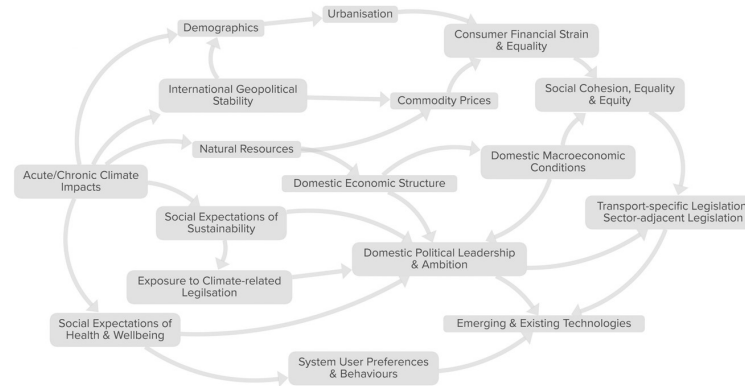 Demographics
Urbanisation
Consumer Financial Strain
& Equality
International Geopolitical
Stability
Commodity Prices
Social Cohesion, Equality
& Equity
Natural Resources
Domestic Macroeconomic
Conditions
Acute/Chronic Climate
Impacts
Domestic Economic Structure
Social Expectations of
Sustainability
Transport-specific Legislation
Sector-adjacent Legislation
Domestic Political Leadership
& Ambition
Exposure to Climate-related
Legilsation
Social Expectations of
Health & Wellbeing
Emerging & Existing Technologies
System User Preferences
& Behaviours